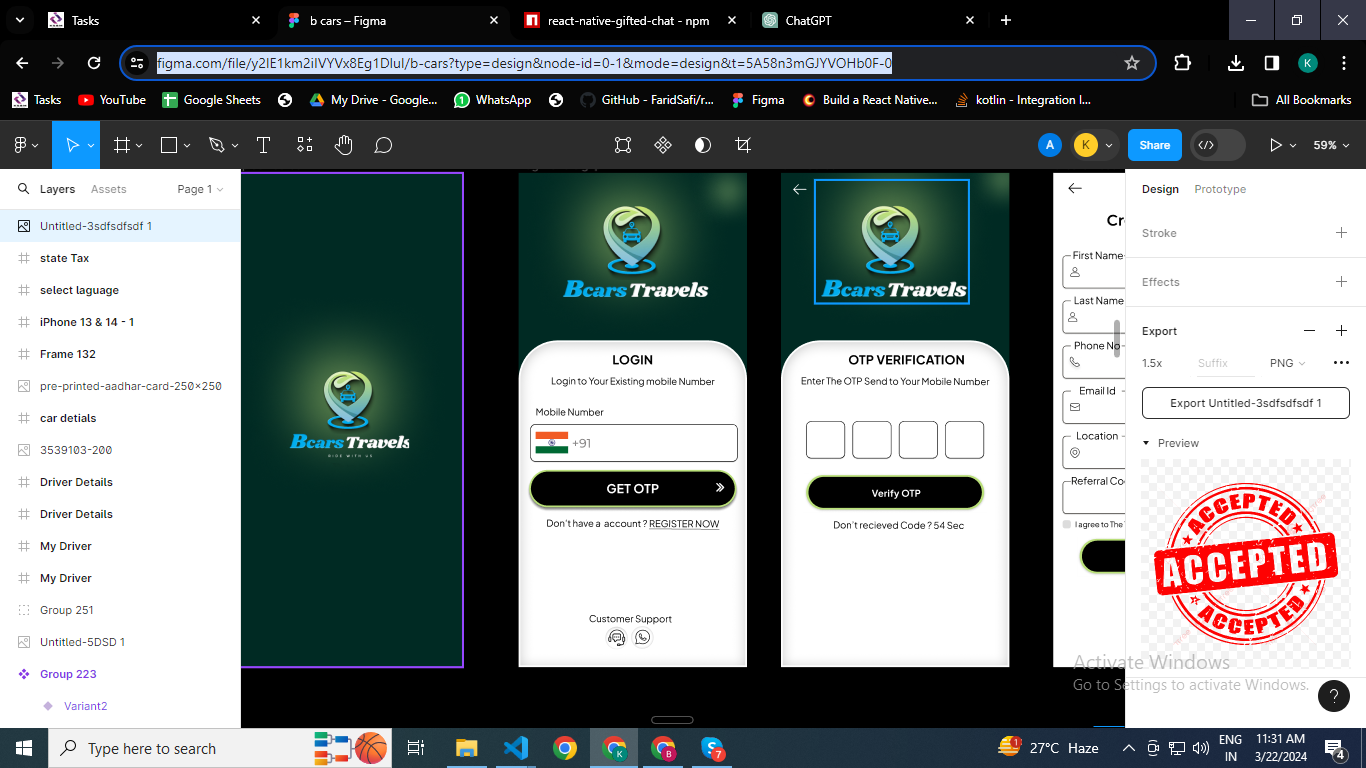 Tasks
b cars – Figma
react-native-gifted-chat - npm
ChatGPT
figma.com/file/y2lE1km2iIVYVx8Eg1DIuI/b-cars?type=design&node-id=0-1&mode=design&t=5A58n3mGJYVOHb0F-0
K
Tasks
YouTube
Google Sheets
My Drive - Google...
WhatsApp
GitHub - FaridSafi/r...
Figma
Build a React Native...
kotlin - Integration I...
All Bookmarks
A
K
Share
59%
Layers
Assets
Page 1
Untitled-3sdfsdfsdf 1
state Tax
select laguage
iPhone 13 & 14 - 1
Frame 132
pre-printed-aadhar-card-250×250
car detials
3539103-200
Driver Details
Driver Details
My Driver
My Driver
Group 251
Untitled-5DSD 1
Group 223
Variant2
Bcars Travels
RIDE WITH US
Bcars Travels
LOGIN
Login to Your Existing mobile Number
Mobile Number
+91
GET OTP
Don't have a account ? REGISTER NOW
Customer Support
Bcars Travels
OTP VERIFICATION
Enter The OTP Send to Your Mobile Number
Verify OTP
Don't recieved Code ? 54 Sec
Cr
First Name
Last Name
Phone No
Email Id
Location
Referral Co
I agree to The
Design
Prototype
Stroke
Effects
Export
1.5x
Suffix
PNG
Export Untitled-3sdfsdfsdf 1
Preview
ACCEPTED
ACCEPTED
ACCEPTED
Activate Windows
Go to Settings to activate Windows.
?
Type here to search
K
B
7
1
27°C Haze
ENG
IN
11:31 AM
3/22/2024
4